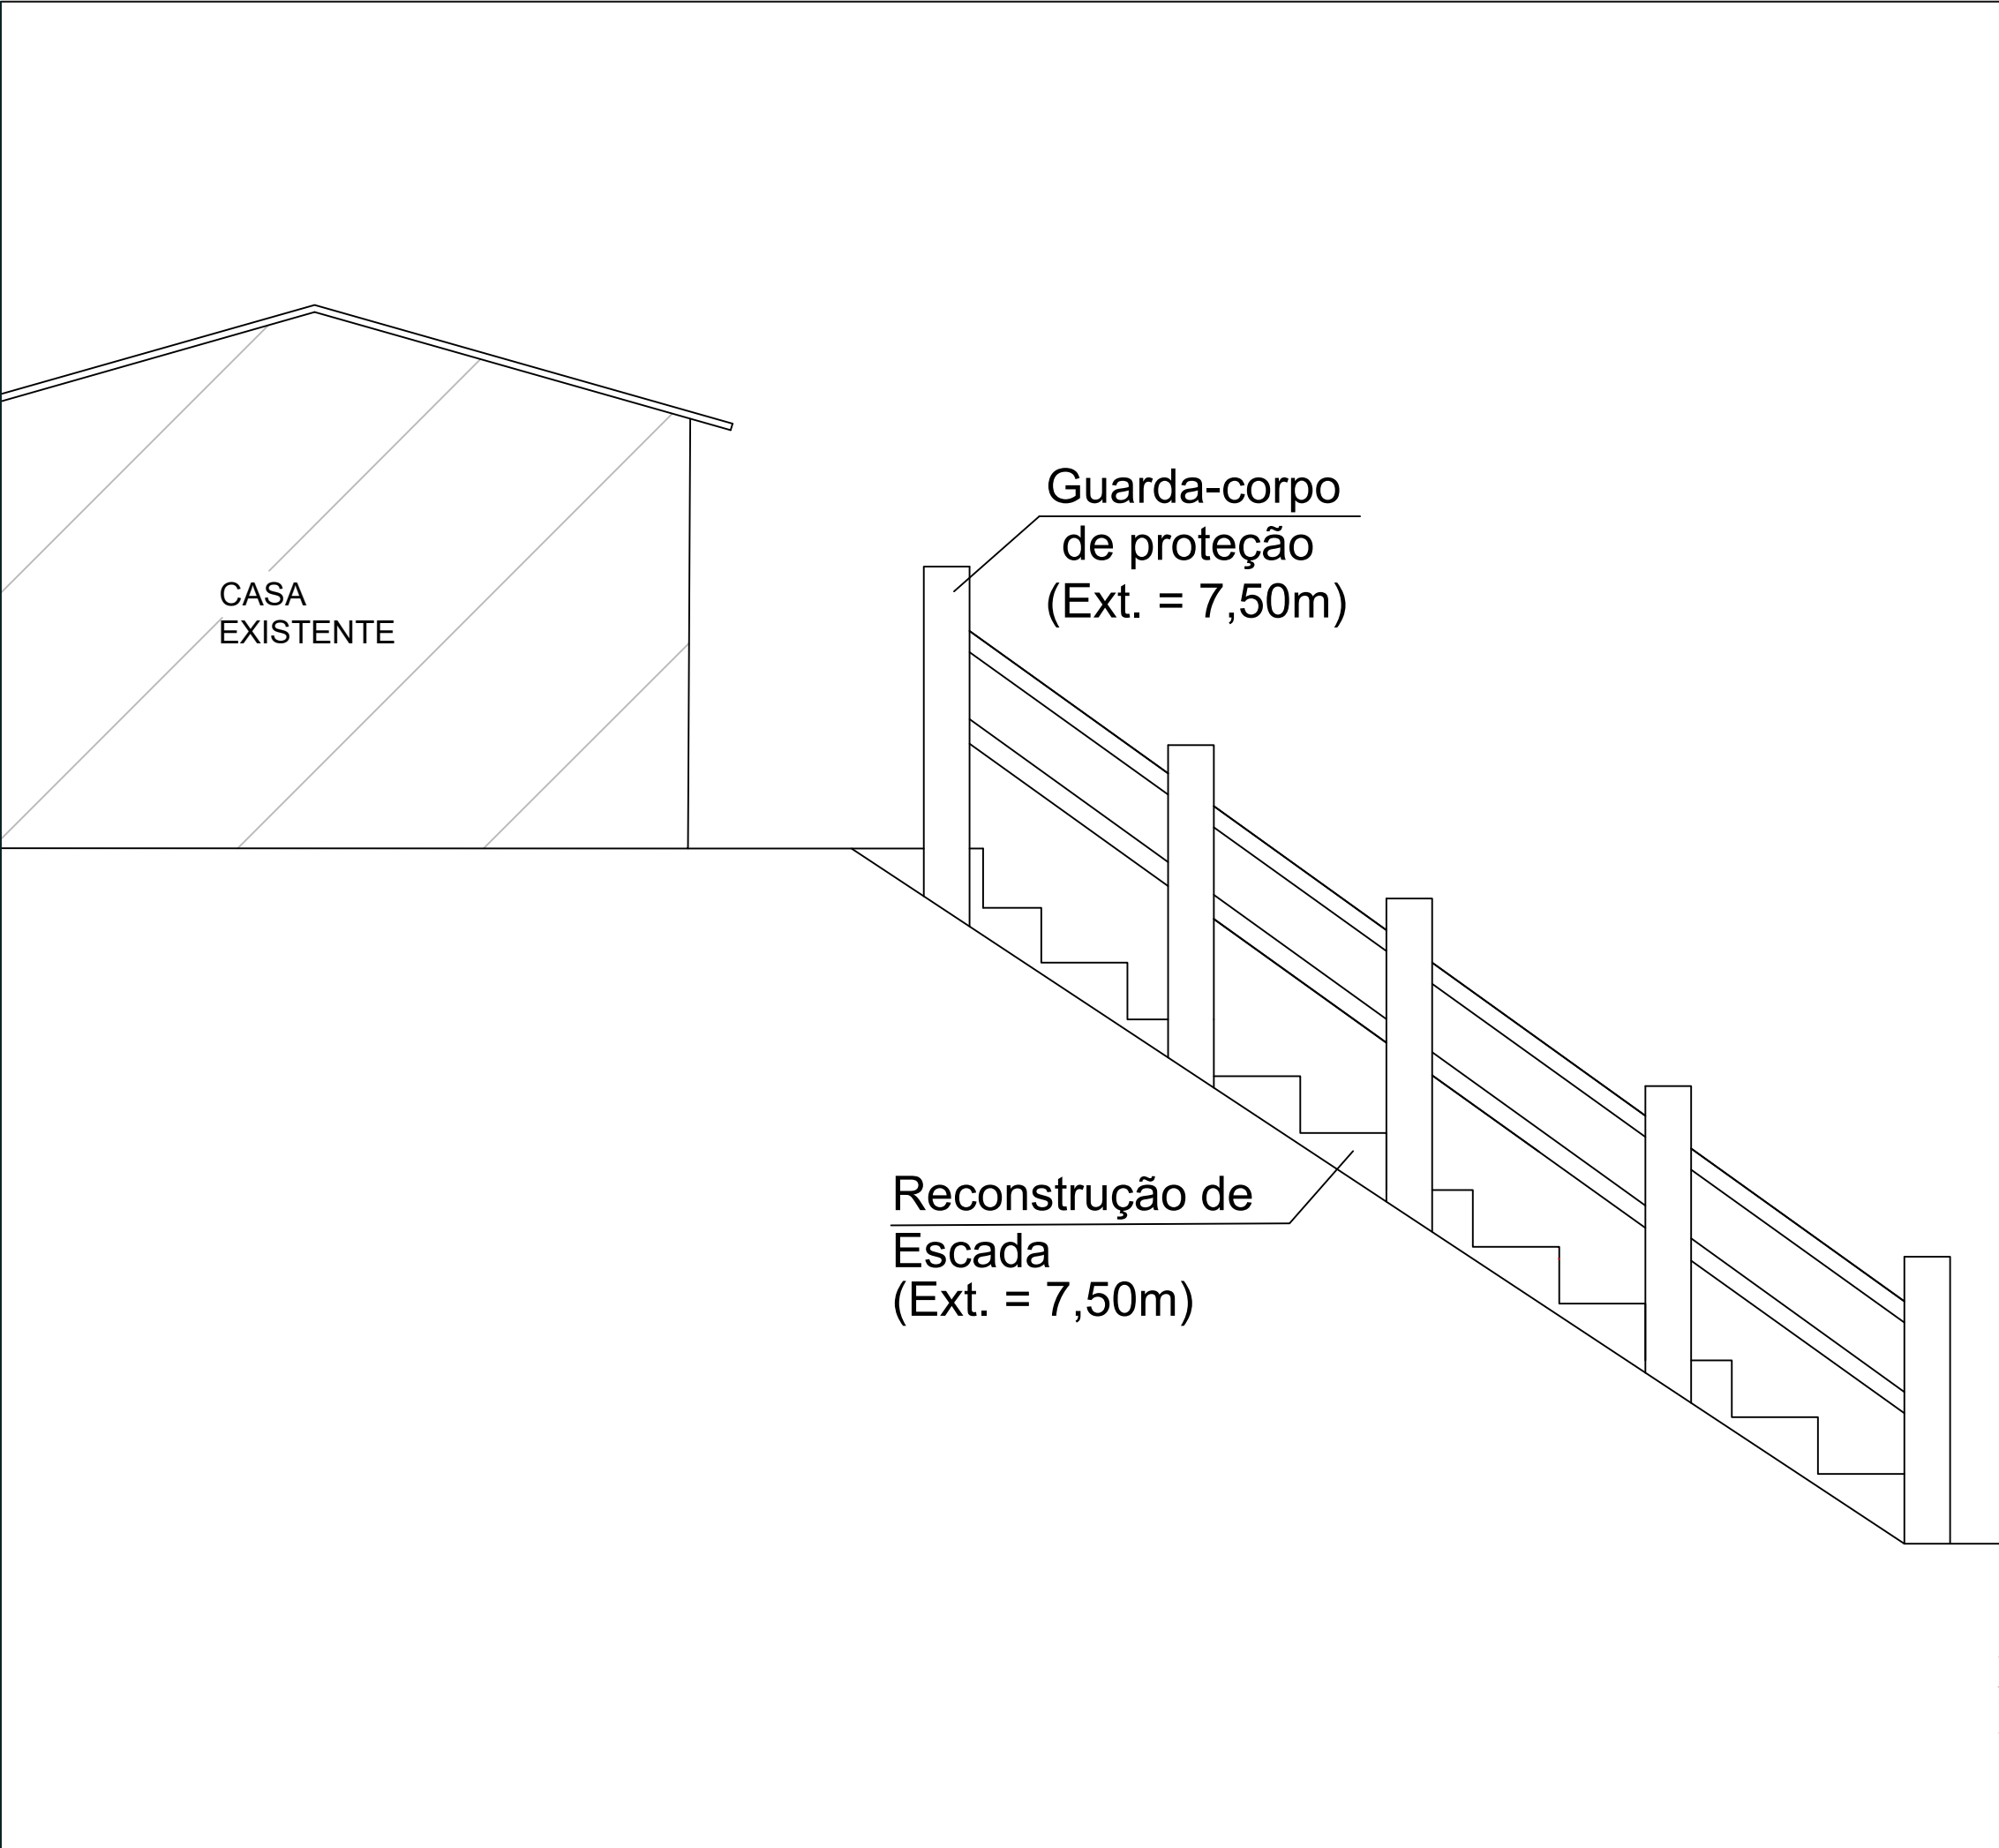 Guarda-corpo
de proteção
(Ext. = 7,50m)
CASA
EXISTENTE
Reconstrução de
Escada
(Ext. = 7,50m)